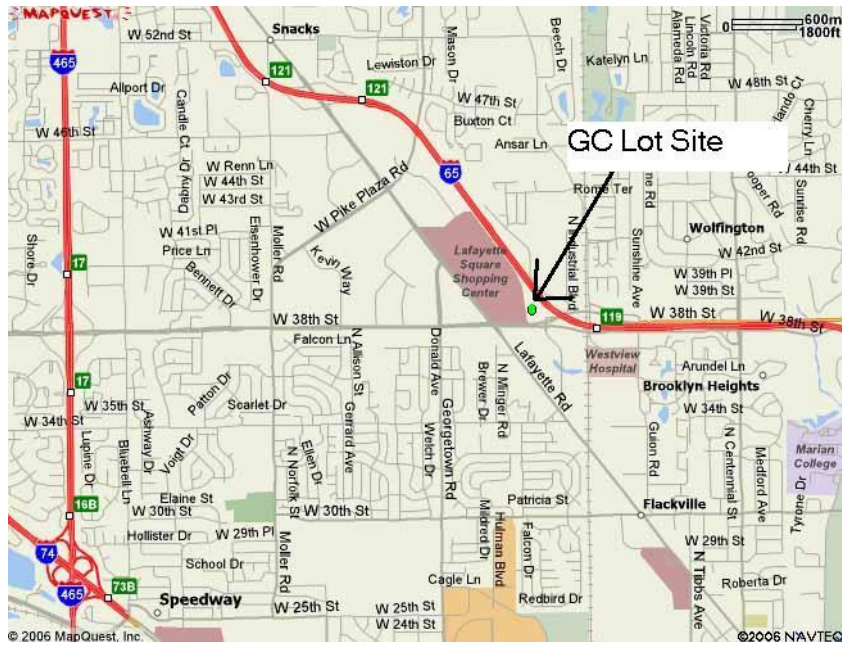 MAPQUEST
W 52nd St
Snacks
600m
0
1800ft
465
121
Lewiston Dr
Mason Dr
Beech Dr
Katelyn Ln
Victoria Rd
Lincoln Rd
Alameda Rd
W 48th St
Allport Dr
121
W 47th St
Buxton Ct
Cherry Ln
W 46th St
Candle Ct
Ansar Ln
GC Lot Site
W 44th St
W Renn Ln
W 44th St
W 43rd St
W Pike Plaza Rd
65
Rome Ter
Sunrise Rd
Dabny Dr
Eisenhower Dr
Moller Rd
W 41st Pl
Price Ln
Kevin Way
Shore Dr
17
Bennett Dr
Lafayette
Square
Shopping
Center
N Industrial Blvd
Sunshine Ave
Wolfington
W 42nd St
W 39th Pl
W 39th St
W 38th St
W 38th St
W 38th St
119
Falcon Ln
N Allison St
Donald Ave
Lafayette Rd
Westview
Hospital
Arundel Ln
Brooklyn Heights
17
Patton Dr
Scarlet Dr
Gerrard Ave
Georgetown Rd
Brewer Dr
N Minger Rd
W 35th St
W 34th St
W 34th St
Lupine Dr
Bluebell Ln
Ashway Dr
Voigt Dr
Ellen Dr
N Norfolk St
Welch Dr
Guion Rd
N Centennial St
Medford Ave
Marian
College
Tyrone Dr
16B
Elaine St
W 30th St
W 30th St
Patricia St
Flackville
Hollister Dr
W 29th Pl
Mildred Dr
Hulman Blvd
Falcon Dr
W 29th St
74
School Dr
Moller Rd
Cagle Ln
N Tibbs Ave
Roberta Dr
465
73B
Speedway
W 25th St
W 25th St
W 24th St
Redbird Dr
© 2006 MapQuest, Inc.
©2006 NAVTEQ